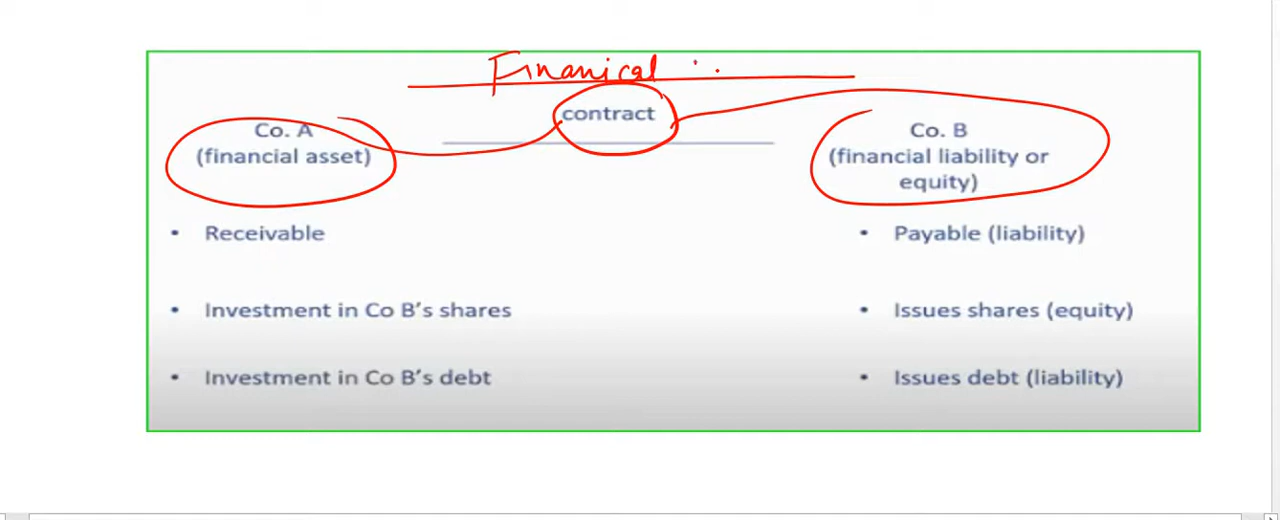 Finanical
contract
Co. A
(financial asset)
Co. B
(financial liability or
equity)
• Receivable
• Payable (liability)
• Investment in Co B's shares
• Issues shares (equity)
• Investment in Co B's debt
• Issues debt (liability)